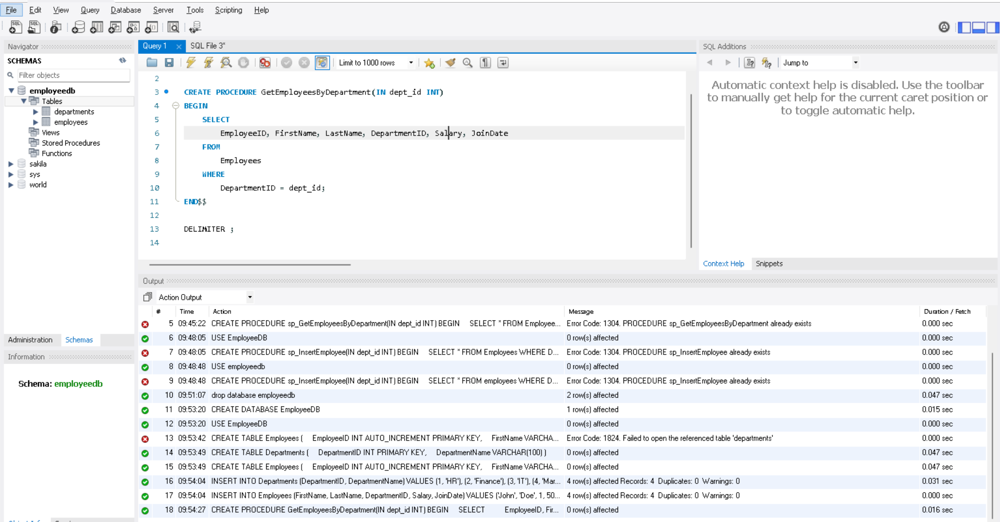 File Edit View Query Database Server Tools Scripting Help
Navigator
SCHEMAS
Filter objects
employeedb
Tables
departments
employees
Views
Stored Procedures
Functions
sakila
sys
world
Administration Schemas
Information
Schema: employeedb
Query 1 SQL File 3*
Limit to 1000 rows
2
3 CREATE PROCEDURE GetEmployeesByDepartment(IN dept_id INT)
4 BEGIN
5 SELECT
6 EmployeeID, FirstName, LastName, DepartmentID, Salary, JoinDate
7 FROM
8 Employees
9 WHERE
10 DepartmentID = dept_id;
11 END$$
12
13 DELIMITER ;
14
SQL Additions
Jump to
Automatic context help is disabled. Use the toolbar
to manually get help for the current caret position or
to toggle automatic help.
Context Help Snippets
Output
Action Output
# Time Action Message Duration / Fetch
5 09:45:22 CREATE PROCEDURE sp_GetEmployeesByDepartment(IN dept_id INT) BEGIN SELECT * FROM Employee... Error Code: 1304. PROCEDURE sp_GetEmployeesByDepartment already exists 0.000 sec
6 09:48:05 USE EmployeeDB 0 row(s) affected 0.000 sec
7 09:48:05 CREATE PROCEDURE sp_InsertEmployee(IN dept_id INT) BEGIN SELECT * FROM Employees WHERE D... Error Code: 1304. PROCEDURE sp_InsertEmployee already exists 0.000 sec
8 09:48:48 USE employeedb 0 row(s) affected 0.000 sec
9 09:48:48 CREATE PROCEDURE sp_InsertEmployee(IN dept_id INT) BEGIN SELECT * FROM employees WHERE D... Error Code: 1304. PROCEDURE sp_InsertEmployee already exists 0.000 sec
10 09:51:07 drop database employeedb 2 row(s) affected 0.047 sec
11 09:53:20 CREATE DATABASE EmployeeDB 1 row(s) affected 0.015 sec
12 09:53:20 USE EmployeeDB 0 row(s) affected 0.000 sec
13 09:53:42 CREATE TABLE Employees ( EmployeeID INT AUTO_INCREMENT PRIMARY KEY, FirstName VARCHA... Error Code: 1824. Failed to open the referenced table 'departments' 0.000 sec
14 09:53:49 CREATE TABLE Departments ( DepartmentID INT PRIMARY KEY, DepartmentName VARCHAR(100) ) 0 row(s) affected 0.047 sec
15 09:53:49 CREATE TABLE Employees ( EmployeeID INT AUTO_INCREMENT PRIMARY KEY, FirstName VARCHA... 0 row(s) affected 0.047 sec
16 09:54:04 INSERT INTO Departments (DepartmentID, DepartmentName) VALUES (1, 'HR'), (2, 'Finance'), (3, 'IT'), (4, 'Mar... 4 row(s) affected Records: 4 Duplicates: 0 Warnings: 0 0.031 sec
17 09:54:04 INSERT INTO Employees (FirstName, LastName, DepartmentID, Salary, JoinDate) VALUES ('John', 'Doe', 1, 50... 4 row(s) affected Records: 4 Duplicates: 0 Warnings: 0 0.000 sec
18 09:54:27 CREATE PROCEDURE GetEmployeesByDepartment(IN dept_id INT) BEGIN SELECT EmployeeID, Fir... 0 row(s) affected 0.016 sec